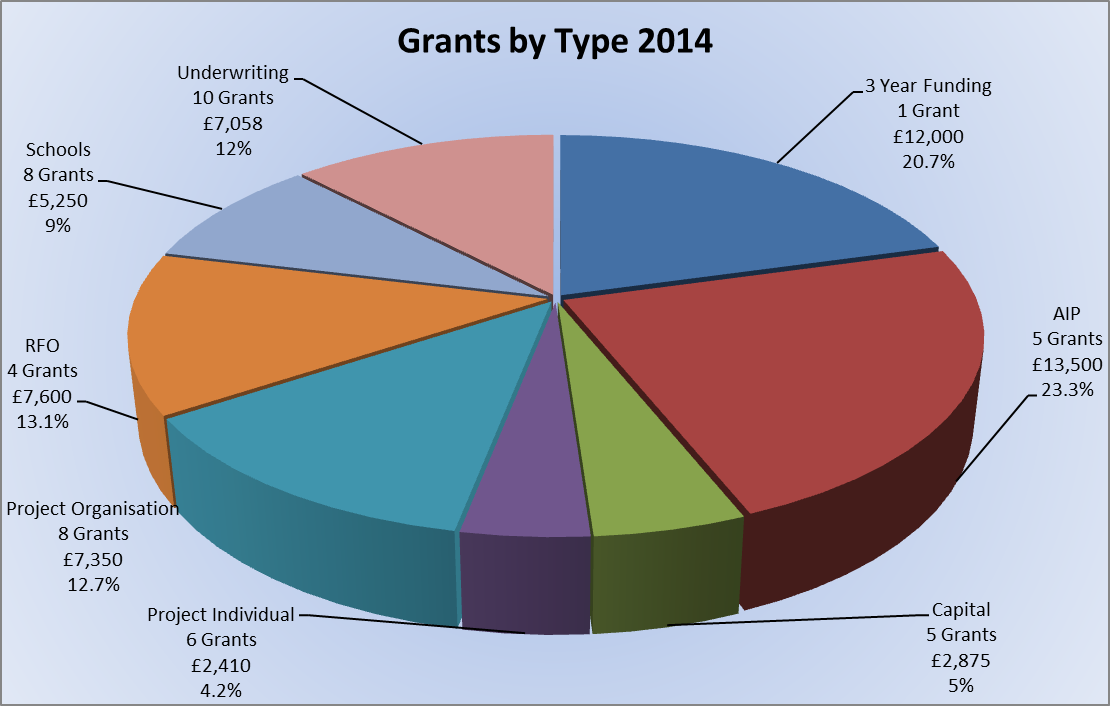 Grants by Type 2014
Underwriting
10 Grants
£7,058
12%
3 Year Funding
1 Grant
£12,000
20.7%
Schools
8 Grants
£5,250
9%
AIP
5 Grants
£13,500
23.3%
RFO
4 Grants
£7,600
13.1%
Project Organisation
8 Grants
£7,350
12.7%
Project Individual
6 Grants
£2,410
4.2%
Capital
5 Grants
£2,875
5%